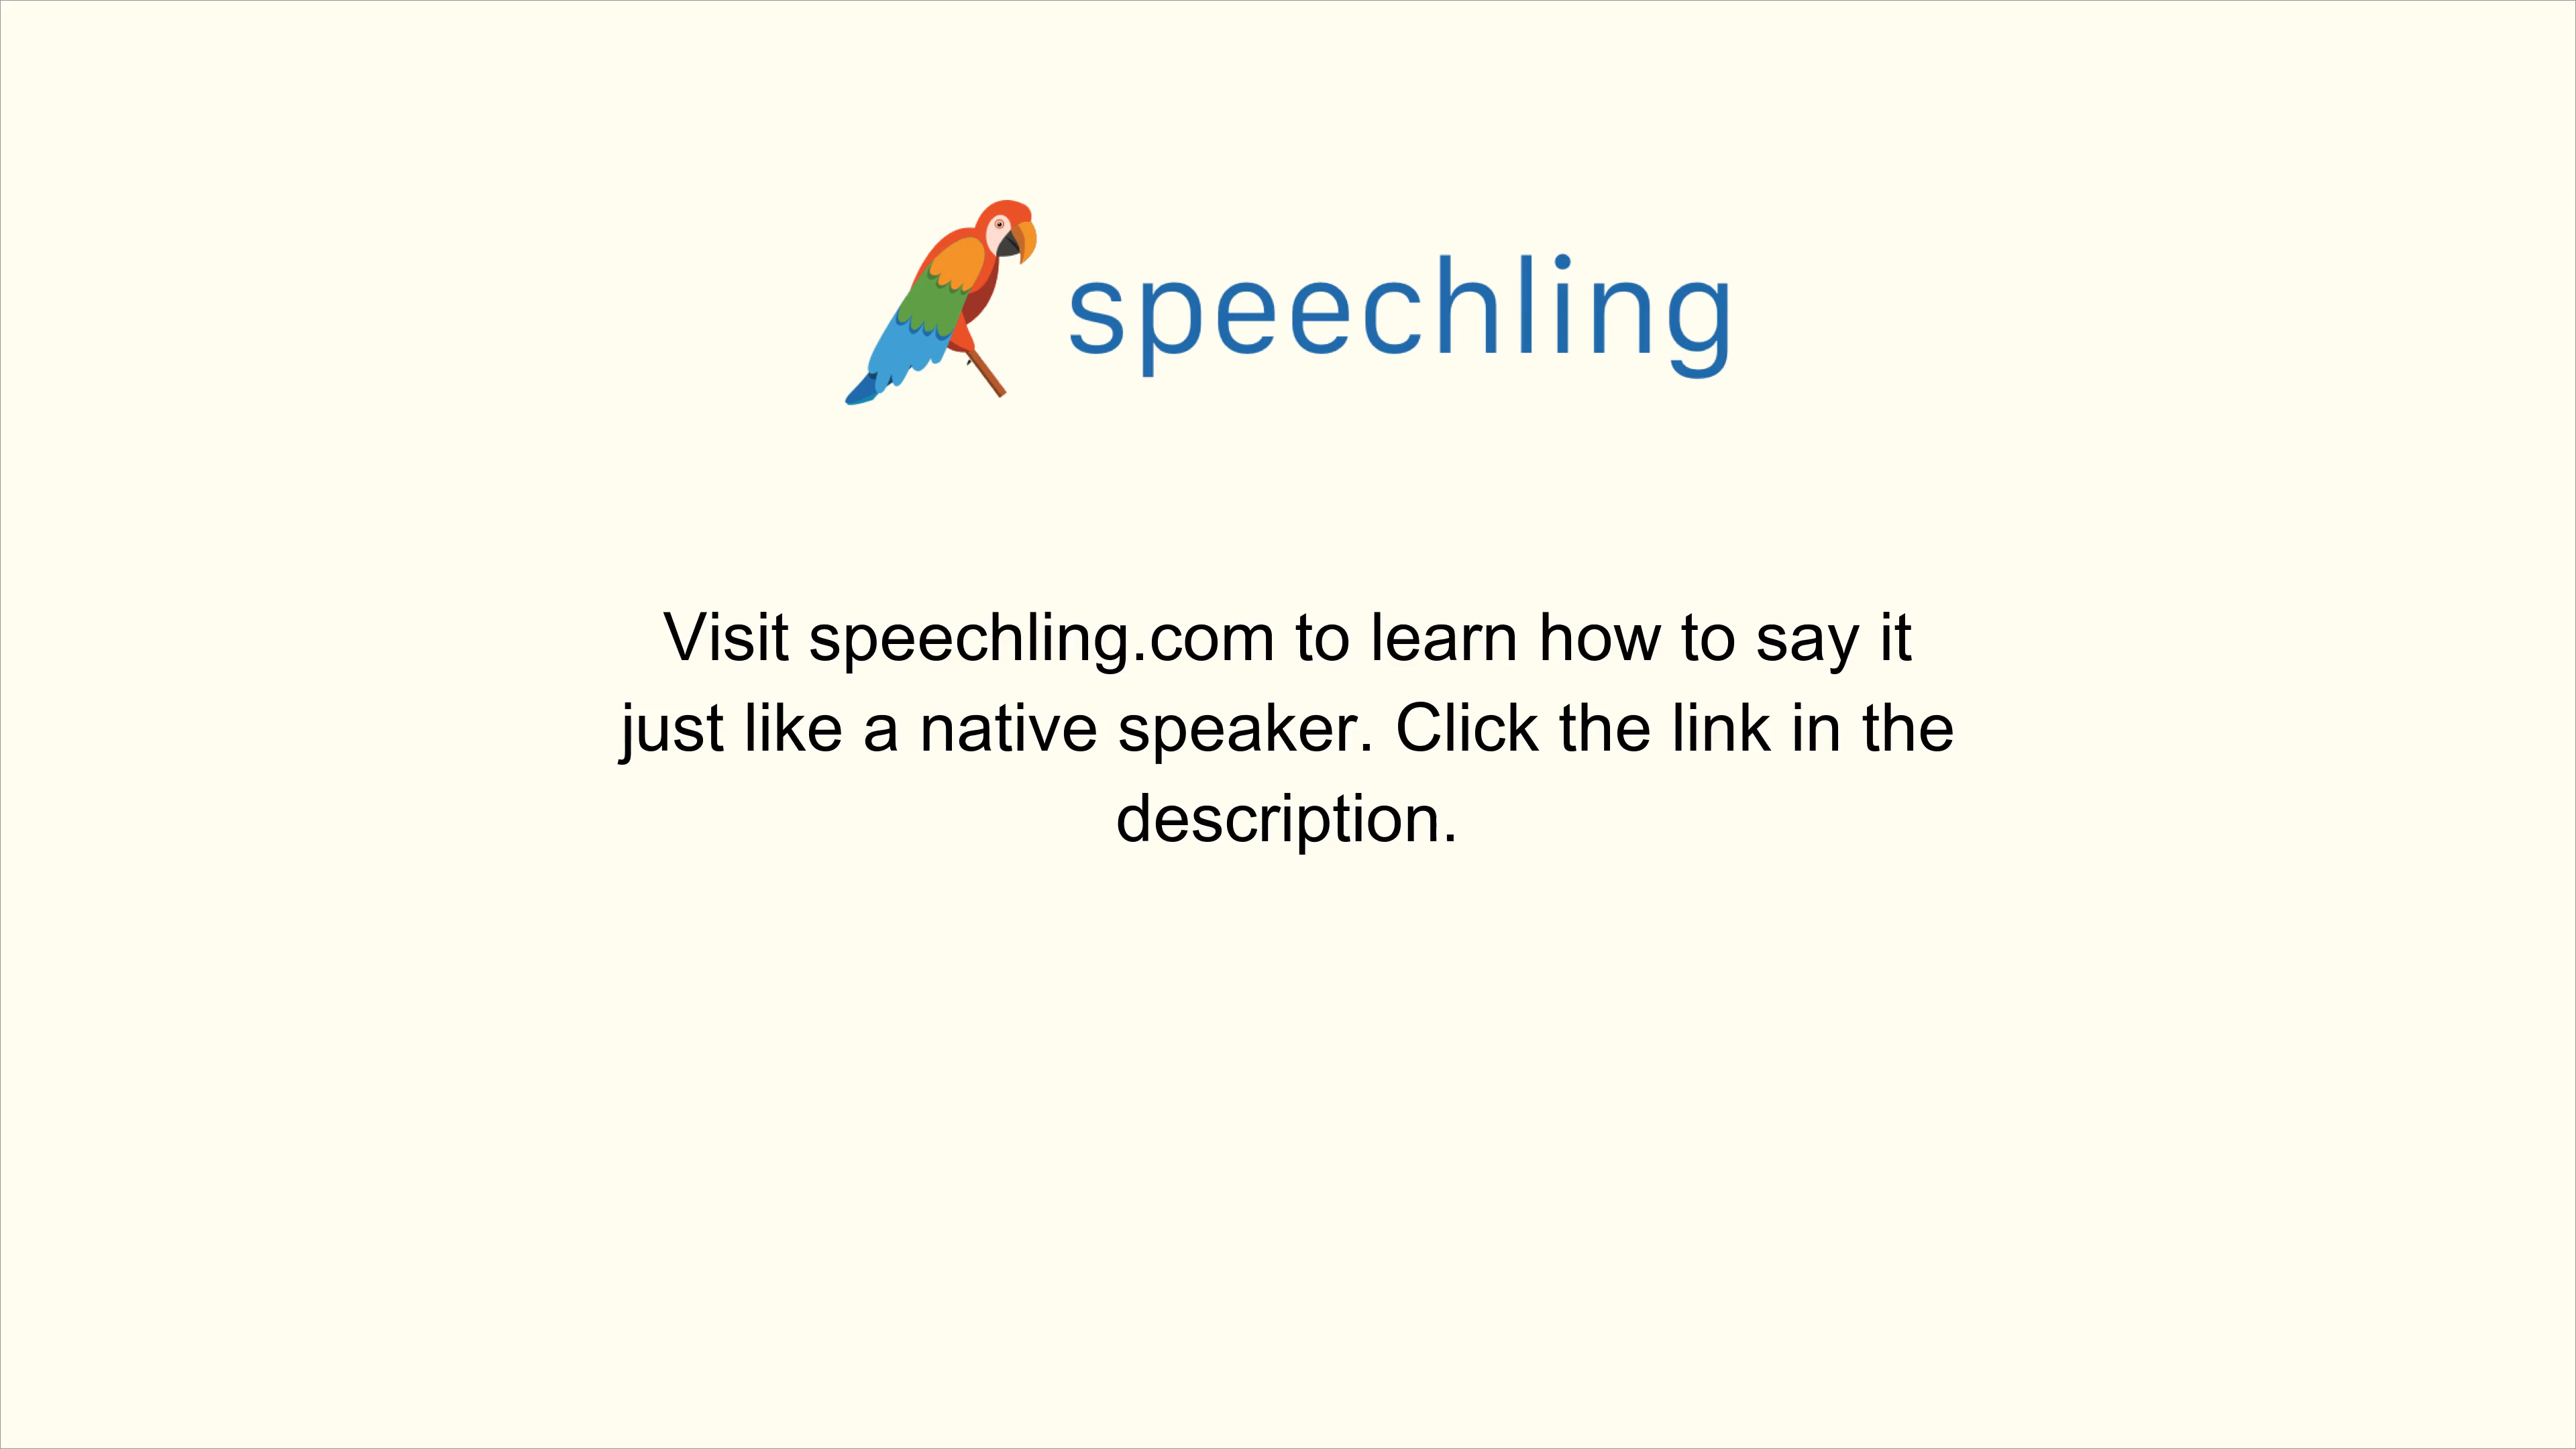 speechling
Visit speechling.com to learn how to say it
just like a native speaker. Click the link in the
description.